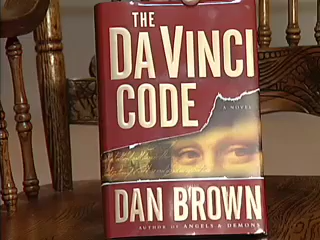 THE
DA VINCI
CODE
A NOVEL
DAN BROWN
AUTHOR OF ANGELS & DEMONS